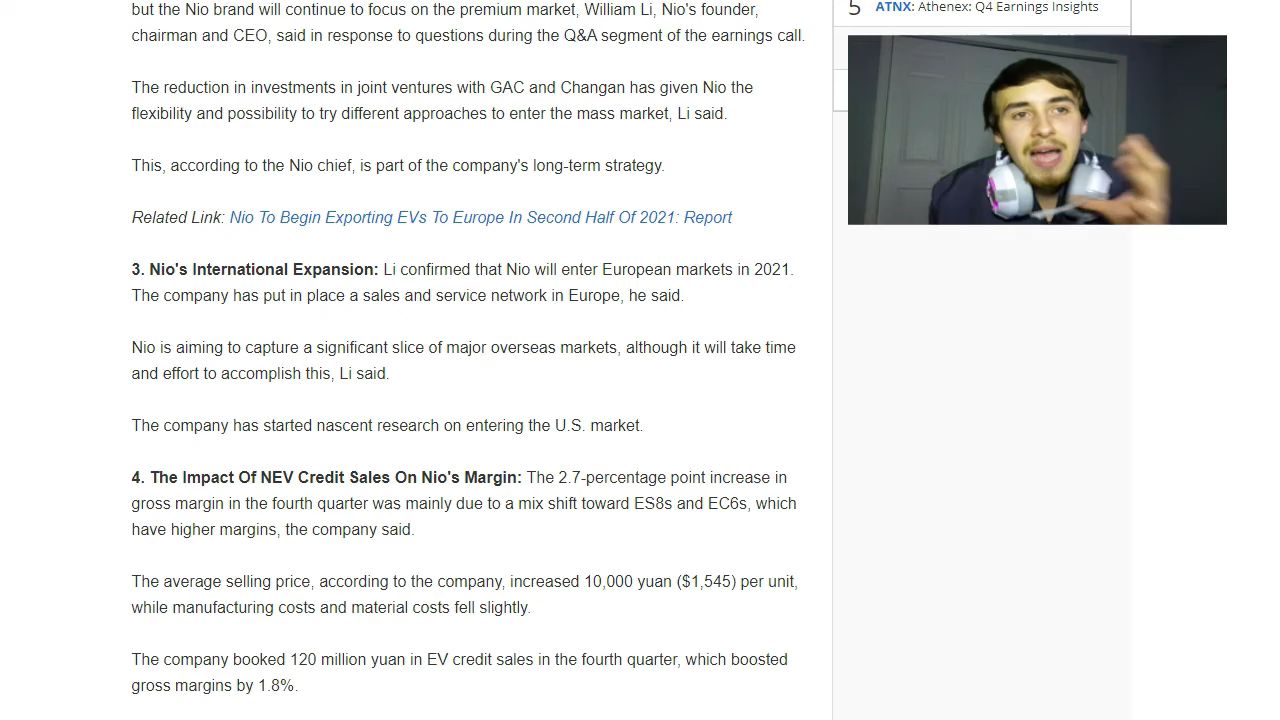 but the Nio brand will continue to focus on the premium market, William Li, Nio's founder,
chairman and CEO, said in response to questions during the Q&A segment of the earnings call.
The reduction in investments in joint ventures with GAC and Changan has given Nio the
flexibility and possibility to try different approaches to enter the mass market, Li said.
This, according to the Nio chief, is part of the company's long-term strategy.
Related Link: Nio To Begin Exporting EVs To Europe In Second Half Of 2021: Report
3. Nio's International Expansion: Li confirmed that Nio will enter European markets in 2021.
The company has put in place a sales and service network in Europe, he said.
Nio is aiming to capture a significant slice of major overseas markets, although it will take time
and effort to accomplish this, Li said.
The company has started nascent research on entering the U.S. market.
4. The Impact Of NEV Credit Sales On Nio's Margin: The 2.7-percentage point increase in
gross margin in the fourth quarter was mainly due to a mix shift toward ES8s and EC6s, which
have higher margins, the company said.
The average selling price, according to the company, increased 10,000 yuan ($1,545) per unit,
while manufacturing costs and material costs fell slightly.
The company booked 120 million yuan in EV credit sales in the fourth quarter, which boosted
gross margins by 1.8%.
5 ATNX: Athenex: Q4 Earnings Insights